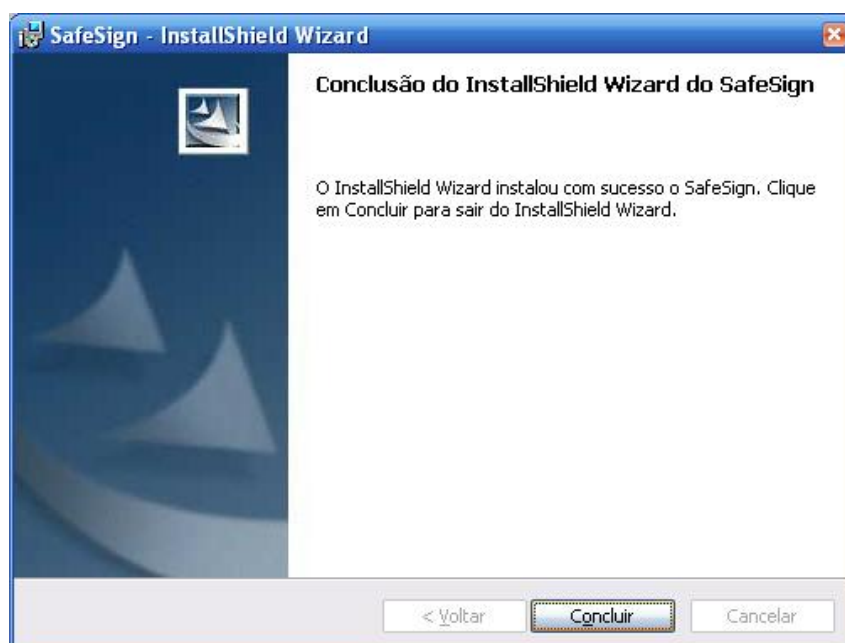 SafeSign - InstallShield Wizard
Conclusão do InstallShield Wizard do SafeSign
O InstallShield Wizard instalou com sucesso o SafeSign. Clique
em Concluir para sair do InstallShield Wizard.
< Voltar
Concluir
Cancelar